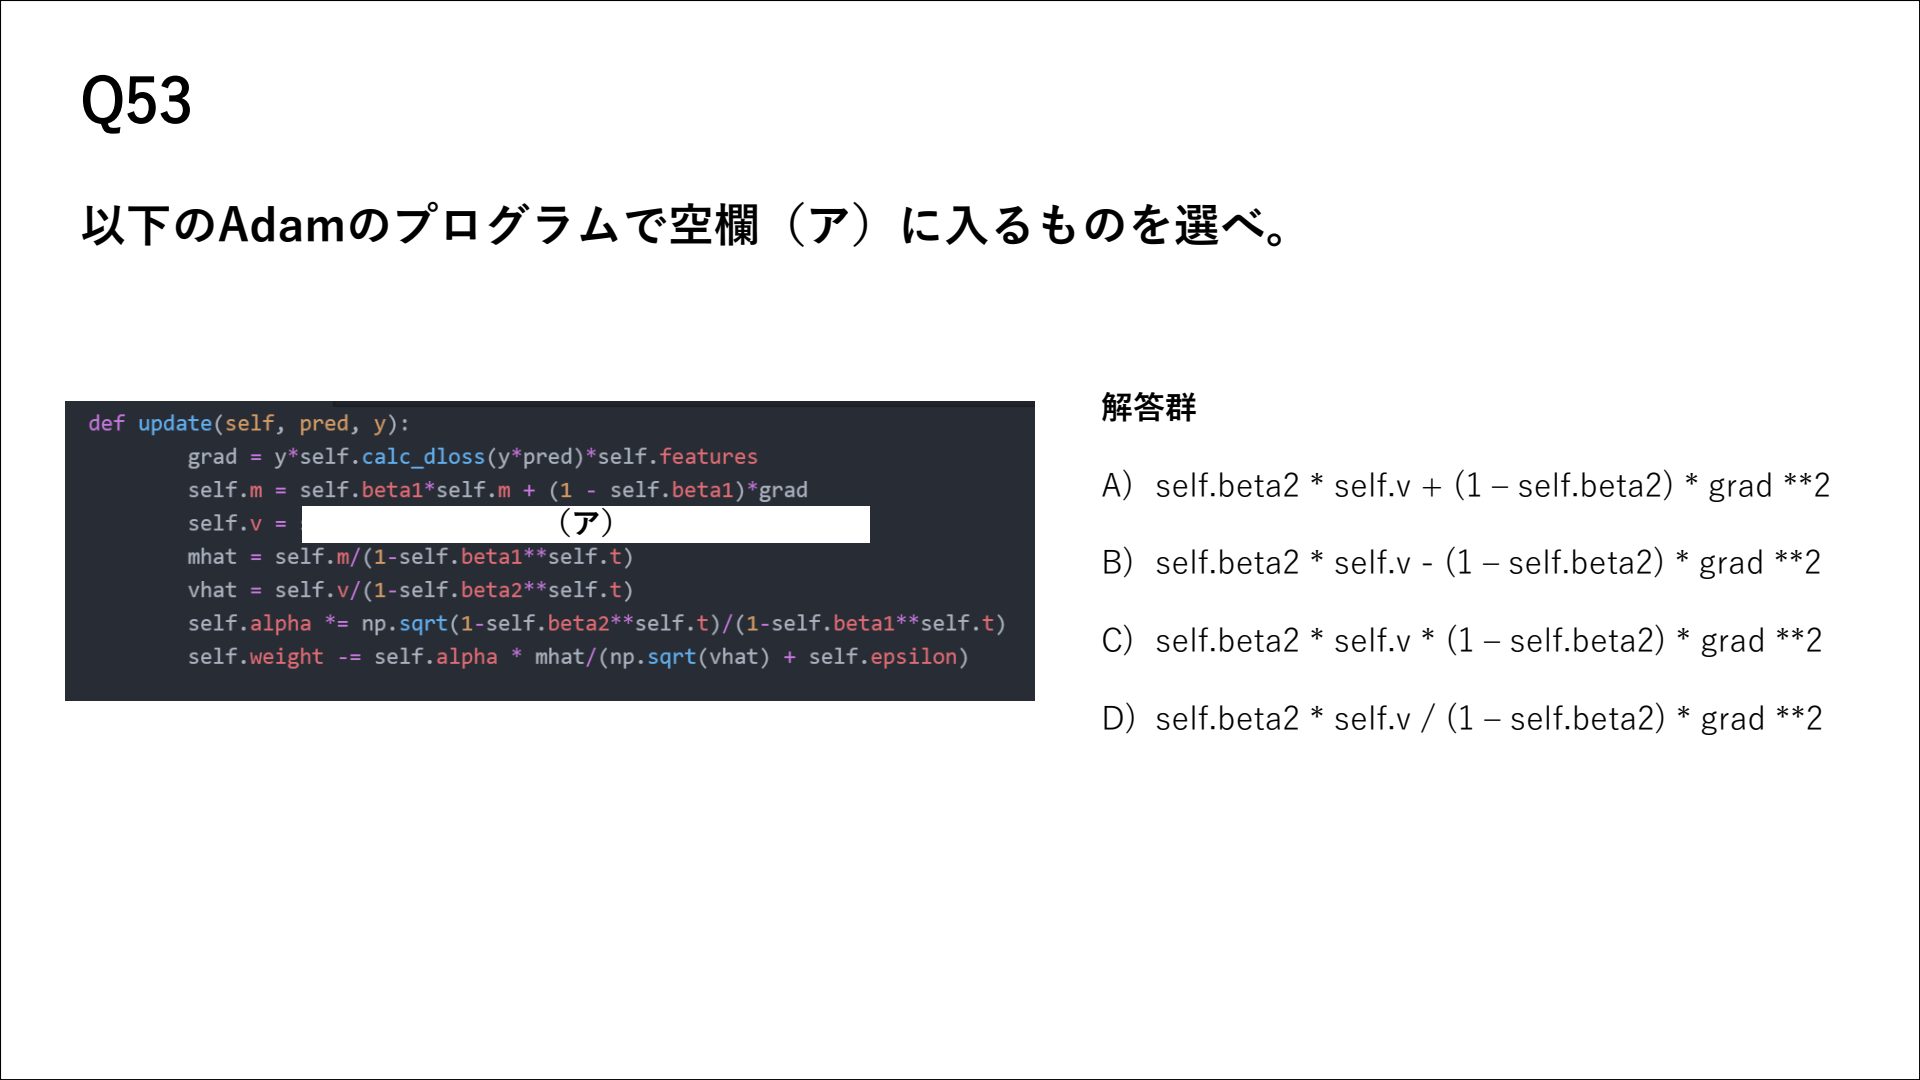 Q53
以下のAdamのプログラムで空欄（ア）に入るものを選べ。
def update(self, pred, y):
grad = y*self.calc_dloss(y*pred)*self.features
self.m = self.beta1*self.m + (1 - self.beta1)*grad
self.v = （ア）
mhat = self.m/(1-self.beta1**self.t)
vhat = self.v/(1-self.beta2**self.t)
self.alpha *= np.sqrt(1-self.beta2**self.t)/(1-self.beta1**self.t)
self.weight -= self.alpha * mhat/(np.sqrt(vhat) + self.epsilon)
解答群
A) self.beta2 * self.v + (1 – self.beta2) * grad **2
B) self.beta2 * self.v - (1 – self.beta2) * grad **2
C) self.beta2 * self.v * (1 – self.beta2) * grad **2
D) self.beta2 * self.v / (1 – self.beta2) * grad **2